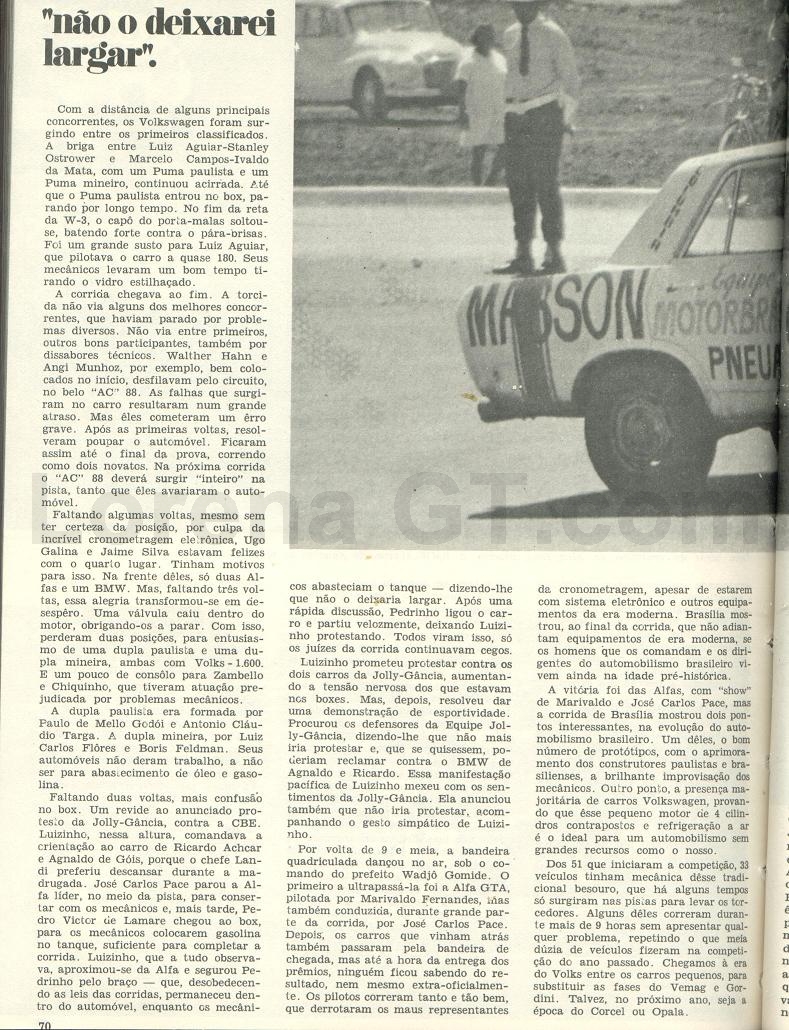 "não o deixarei
largar".
Com a distância de alguns principais
concorrentes, os Volkswagen foram sur-
gindo entre os primeiros classificados.
A briga entre Luiz Aguiar-Stanley
Ostrower e Marcelo Campos-Ivaldo
da Mata, com um Puma paulista e um
Puma mineiro, continuou acirrada. Até
que o Puma paulista entrou no box, pa-
rando por longo tempo. No fim da reta
da W-3, o capô do porta-malas soltou-
se, batendo forte contra o pára-brisas.
Foi um grande susto para Luiz Aguiar,
que pilotava o carro a quase 180. Seus
mecânicos levaram um bom tempo ti-
rando o vidro estilhaçado.
A corrida chegava ao fim. A torci-
da não via alguns dos melhores concor-
rentes, que haviam parado por proble-
mas diversos. Não via entre primeiros,
outros bons participantes, também por
dissabores técnicos. Walther Hahn e
Angi Munhoz, por exemplo, bem colo-
cados no início, desfilavam pelo circuito,
no belo "AC" 88. As falhas que surgi-
ram no carro resultaram num grande
atraso. Mas êles cometeram um êrro
grave. Após as primeiras voltas, resol-
veram poupar o automóvel. Ficaram
assim até o final da prova, correndo
como dois novatos. Na próxima corrida
o "AC" 88 deverá surgir "inteiro" na
pista, tanto que êles avariaram o auto-
móvel.
Faltando algumas voltas, mesmo sem
ter certeza da posição, por culpa da
incrível cronometragem eletrônica, Ugo
Galina e Jaime Silva estavam felizes
com o quarto lugar. Tinham motivos
para isso. Na frente dêles, só duas Al-
fas e um BMW. Mas, faltando três vol-
tas, essa alegria transformou-se em de-
sespêro. Uma válvula caiu dentro do
motor, obrigando-os a parar. Com isso,
perderam duas posições, para entusias-
mo de uma dupla paulista e uma du-
pla mineira, ambas com Volks - 1.600.
E um pouco de consôlo para Zambello
e Chiquinho, que tiveram atuação pre-
judicada por problemas mecânicos.
A dupla paulista era formada por
Paulo de Mello Godói e Antonio Cláu-
dio Targa. A dupla mineira, por Luiz
Carlos Flôres e Boris Feldman. Seus
automóveis não deram trabalho, a não
ser para abastecimento de óleo e gaso-
lina.
Faltando duas voltas, mais confusão
no box. Um revide ao anunciado pro-
testo da Jolly-Gância, contra a CBE.
Luizinho, nessa altura, comandava a
orientação ao carro de Ricardo Achcar
e Agnaldo de Góis, porque o chefe Lan-
di preferiu descansar durante a ma-
drugada. José Carlos Pace parou a Al-
fa líder, no meio da pista, para conser-
tar com os mecânicos e, mais tarde, Pe-
dro Victor de Lamare chegou ao box,
para os mecânicos colocarem gasolina
no tanque, suficiente para completar a
corrida. Luizinho, que a tudo observa-
va, aproximou-se da Alfa e segurou Pe-
drinho pelo braço — que, desobedecen-
do as leis das corridas, permaneceu den-
tro do automóvel, enquanto os mecâni-
cos abasteciam o tanque — dizendo-lhe
que não o deixaria largar. Após uma
rápida discussão, Pedrinho ligou o car-
ro e partiu velozmente, deixando Luizi-
nho protestando. Todos viram isso, só
os juízes da corrida continuavam cegos.
Luizinho prometeu protestar contra os
dois carros da Jolly-Gância, aumentan-
do a tensão nervosa dos que estavam
nos boxes. Mas, depois, resolveu dar
uma demonstração de esportividade.
Procurou os defensores da Equipe Jol-
ly-Gância, dizendo-lhe que não mais
iria protestar e, que se quisessem, po-
deriam reclamar contra o BMW de
Agnaldo e Ricardo. Essa manifestação
pacífica de Luizinho mexeu com os sen-
timentos da Jolly-Gância. Ela anunciou
também que não iria protestar, acom-
panhando o gesto simpático de Luizi-
nho.
Por volta de 9 e meia, a bandeira
quadriculada dançou no ar, sob o co-
mando do prefeito Wadjô Gomide. O
primeiro a ultrapassá-la foi a Alfa GTA,
pilotada por Marivaldo Fernandes, mas
também conduzida, durante grande par-
te da corrida, por José Carlos Pace.
Depois, os carros que vinham atrás
também passaram pela bandeira de
chegada, mas até a hora da entrega dos
prêmios, ninguém ficou sabendo do re-
sultado, nem mesmo extra-oficialmen-
te. Os pilotos correram tanto e tão bem,
que derrotaram os maus representantes
da cronometragem, apesar de estarem
com sistema eletrônico e outros equipa-
mentos da era moderna. Brasília mos-
trou, ao final da corrida, que não adian-
tam equipamentos de era moderna, se
os homens que os comandam e os diri-
gentes do automobilismo brasileiro vi-
vem ainda na idade pré-histórica.
A vitória foi das Alfas, com "show"
de Marivaldo e José Carlos Pace, mas
a corrida de Brasília mostrou dois pon-
tos interessantes, na evolução do auto-
mobilismo brasileiro. Um dêles, o bom
número de protótipos, com o aprimora-
mento dos construtores paulistas e bra-
silienses, a brilhante improvisação dos
mecânicos. Outro ponto, a presença ma-
joritária de carros Volkswagen, provan-
do que êsse pequeno motor de 4 cilin-
dros contrapostos e refrigeração a ar
é o ideal para um automobilismo sem
grandes recursos como o nosso.
Dos 51 que iniciaram a competição, 33
veículos tinham mecânica dêsse tradi-
cional besouro, que há alguns tempos
só surgiram nas pistas para levar os tor-
cedores. Alguns dêles correram duran-
te mais de 9 horas sem apresentar qual-
quer problema, repetindo o que meia
dúzia de veículos fizeram na competi-
ção do ano passado. Chegamos à era
do Volks entre os carros pequenos, para
substituir as fases do Vemag e Gor-
dini. Talvez, no próximo ano, seja a
época do Corcel ou Opala.
MASSON
Equipe
MOTORBRA
PNEUA
70